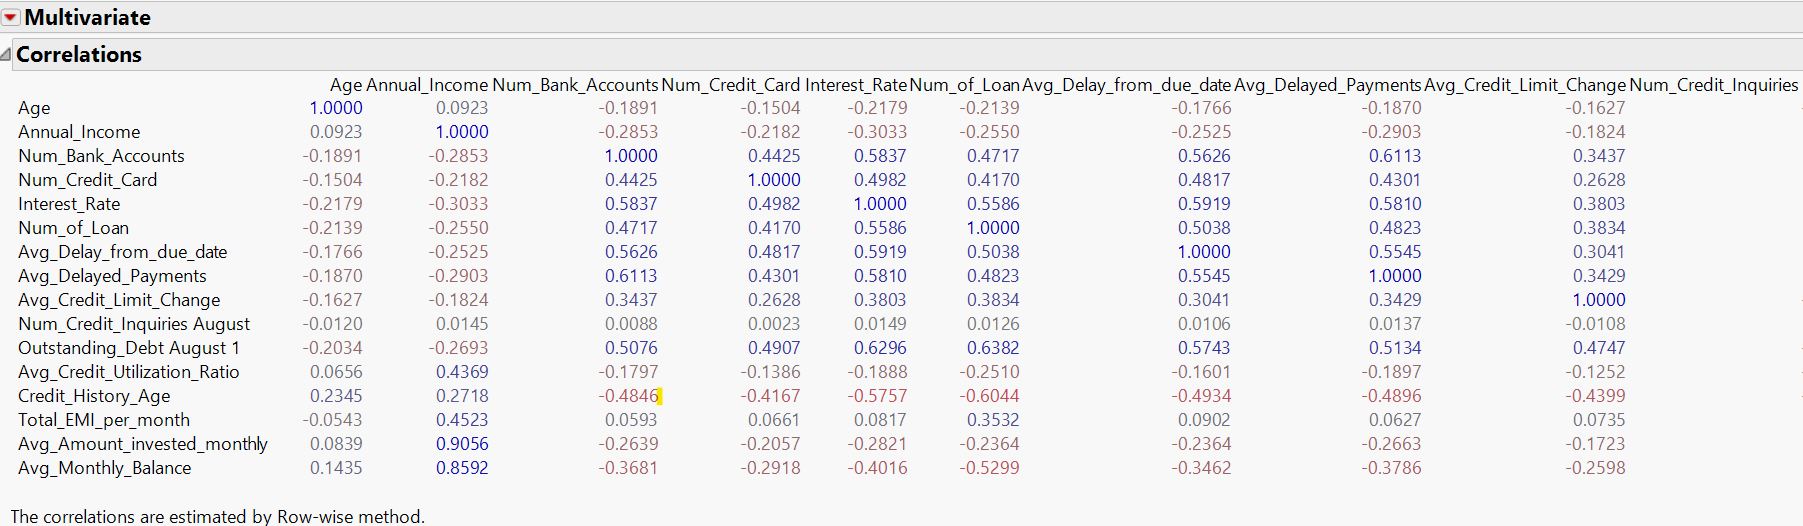 Multivariate
Correlations
Age Annual_Income Num_Bank_Accounts Num_Credit_Card Interest_Rate Num_of_Loan Avg_Delay_from_due_date Avg_Delayed_Payments Avg_Credit_Limit_Change Num_Credit_Inquiries
Age 1.0000 0.0923 -0.1891 -0.1504 -0.2179 -0.2139 -0.1766 -0.1870 -0.1627
Annual_Income 0.0923 1.0000 -0.2853 -0.2182 -0.3033 -0.2550 -0.2525 -0.2903 -0.1824
Num_Bank_Accounts -0.1891 -0.2853 1.0000 0.4425 0.5837 0.4717 0.5626 0.6113 0.3437
Num_Credit_Card -0.1504 -0.2182 0.4425 1.0000 0.4982 0.4170 0.4817 0.4301 0.2628
Interest_Rate -0.2179 -0.3033 0.5837 0.4982 1.0000 0.5586 0.5919 0.5810 0.3803
Num_of_Loan -0.2139 -0.2550 0.4717 0.4170 0.5586 1.0000 0.5038 0.4823 0.3834
Avg_Delay_from_due_date -0.1766 -0.2525 0.5626 0.4817 0.5919 0.5038 1.0000 0.5545 0.3041
Avg_Delayed_Payments -0.1870 -0.2903 0.6113 0.4301 0.5810 0.4823 0.5545 1.0000 0.3429
Avg_Credit_Limit_Change -0.1627 -0.1824 0.3437 0.2628 0.3803 0.3834 0.3041 0.3429 1.0000
Num_Credit_Inquiries August -0.0120 0.0145 0.0088 0.0023 0.0149 0.0126 0.0106 0.0137 -0.0108
Outstanding_Debt August 1 -0.2034 -0.2693 0.5076 0.4907 0.6296 0.6382 0.5743 0.5134 0.4747
Avg_Credit_Utilization_Ratio 0.0656 0.4369 -0.1797 -0.1386 -0.1888 -0.2510 -0.1601 -0.1897 -0.1252
Credit_History_Age 0.2345 0.2718 -0.4846 -0.4167 -0.5757 -0.6044 -0.4934 -0.4896 -0.4399
Total_EMI_per_month -0.0543 0.4523 0.0593 0.0661 0.0817 0.3532 0.0902 0.0627 0.0735
Avg_Amount_invested_monthly 0.0839 0.9056 -0.2639 -0.2057 -0.2821 -0.2364 -0.2364 -0.2663 -0.1723
Avg_Monthly_Balance 0.1435 0.8592 -0.3681 -0.2918 -0.4016 -0.5299 -0.3462 -0.3786 -0.2598
The correlations are estimated by Row-wise method.